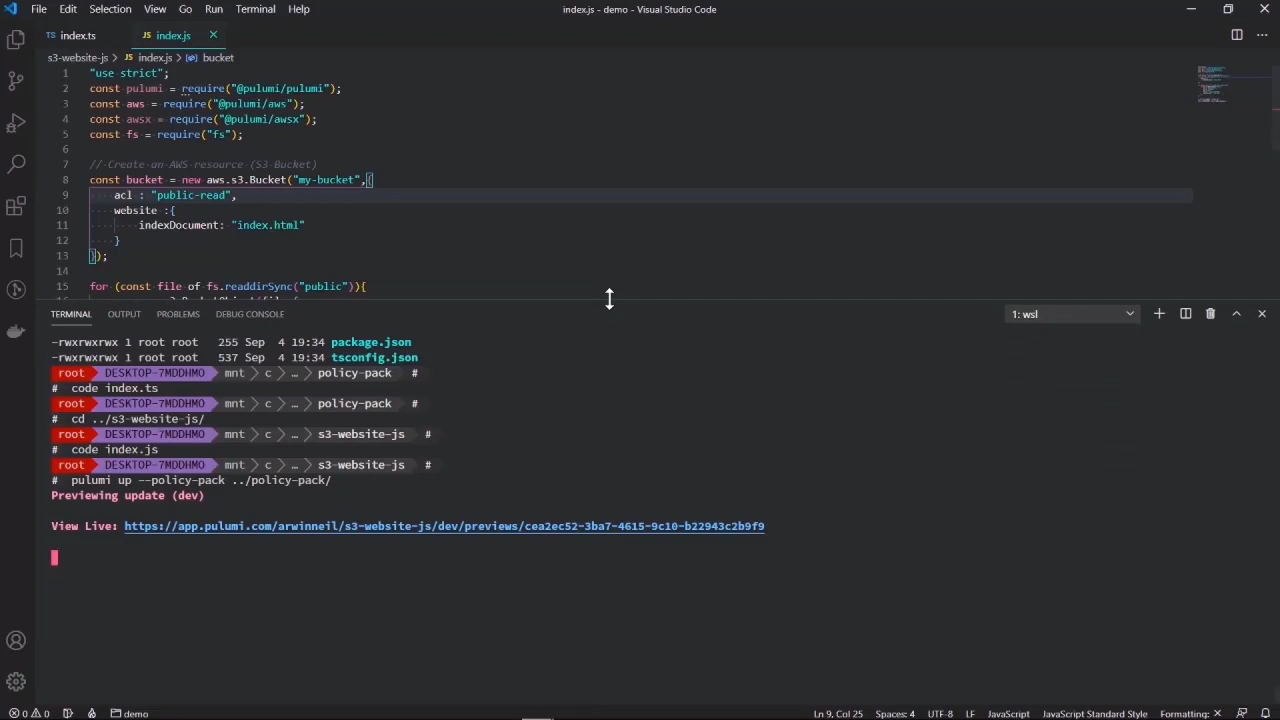 File Edit Selection View Go Run Terminal Help
index.js - demo - Visual Studio Code
TS index.ts JS index.js
s3-website-js > JS index.js > bucket
1 "use strict";
2 const pulumi = require("@pulumi/pulumi");
3 const aws = require("@pulumi/aws");
4 const awsx = require("@pulumi/awsx");
5 const fs = require("fs");
6
7 // Create an AWS resource (S3 Bucket)
8 const bucket = new aws.s3.Bucket("my-bucket",{
9 acl : "public-read",
10 website :{
11 indexDocument: "index.html"
12 }
13 });
14
15 for (const file of fs.readdirSync("public")){
TERMINAL OUTPUT PROBLEMS DEBUG CONSOLE 1: wsl
-rwxrwxrwx 1 root root 255 Sep 4 19:34 package.json
-rwxrwxrwx 1 root root 537 Sep 4 19:34 tsconfig.json
root DESKTOP-7MDDHMO mnt > c > … > policy-pack #
# code index.ts
root DESKTOP-7MDDHMO mnt > c > … > policy-pack #
# cd ../s3-website-js/
root DESKTOP-7MDDHMO mnt > c > … > s3-website-js #
# code index.js
root DESKTOP-7MDDHMO mnt > c > … > s3-website-js #
# pulumi up --policy-pack ../policy-pack/
Previewing update (dev)
View Live: https://app.pulumi.com/arwinneil/s3-website-js/dev/previews/cea2ec52-3ba7-4615-9c10-b22943c2b9f9
0 0 demo Ln 9, Col 25 Spaces: 4 UTF-8 LF JavaScript JavaScript Standard Style Formatting: ×